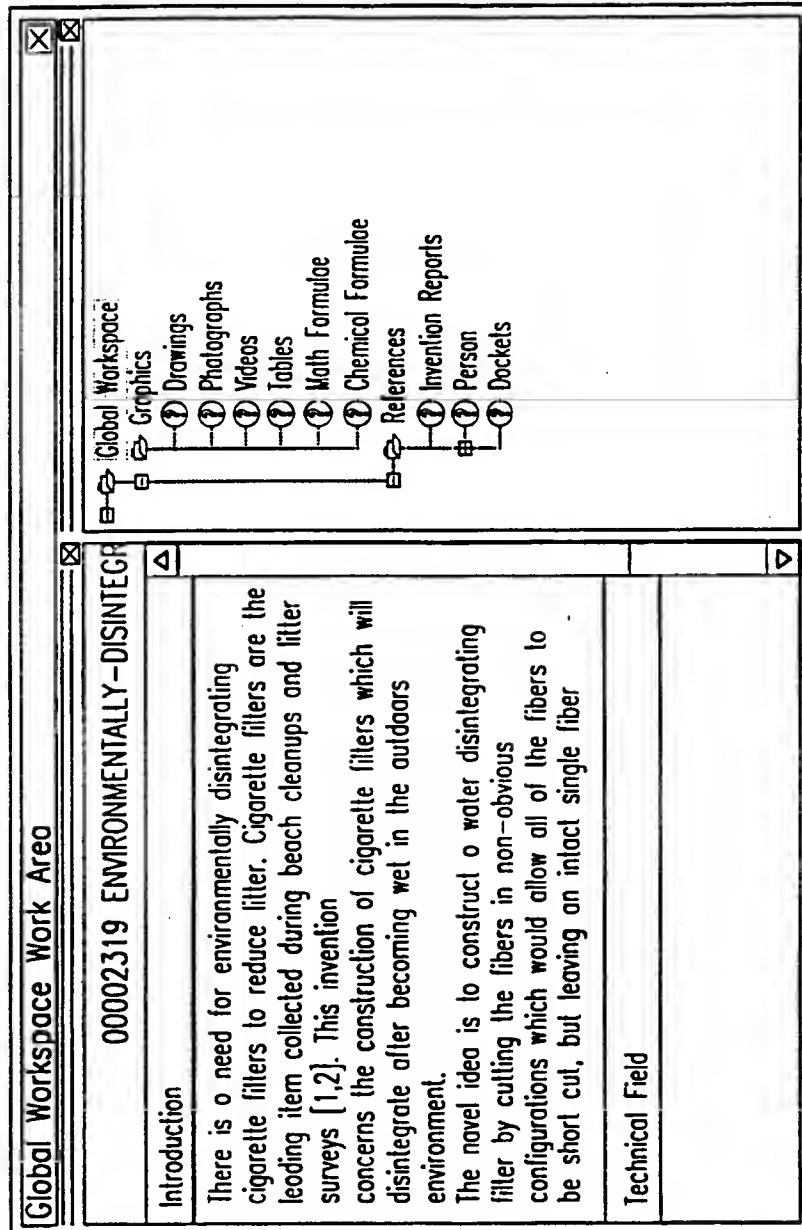 Global Workspace Work Area
00002319 ENVIRONMENTALLY-DISINTEGR
Introduction
There is a need for environmentally disintegrating
cigarette filters to reduce litter. Cigarette filters are the
leading item collected during beach cleanups and litter
surveys [1,2]. This invention
concerns the construction of cigarette filters which will
disintegrate after becoming wet in the outdoors
environment.
The novel idea is to construct a water disintegrating
filter by cutting the fibers in non-obvious
configurations which would allow all of the fibers to
be short cut, but leaving an intact single fiber
Technical Field
Global Workspace
Graphics
Drawings
Photographs
Videos
Tables
Math Formulae
Chemical Formulae
References
Invention Reports
Person
Dockets